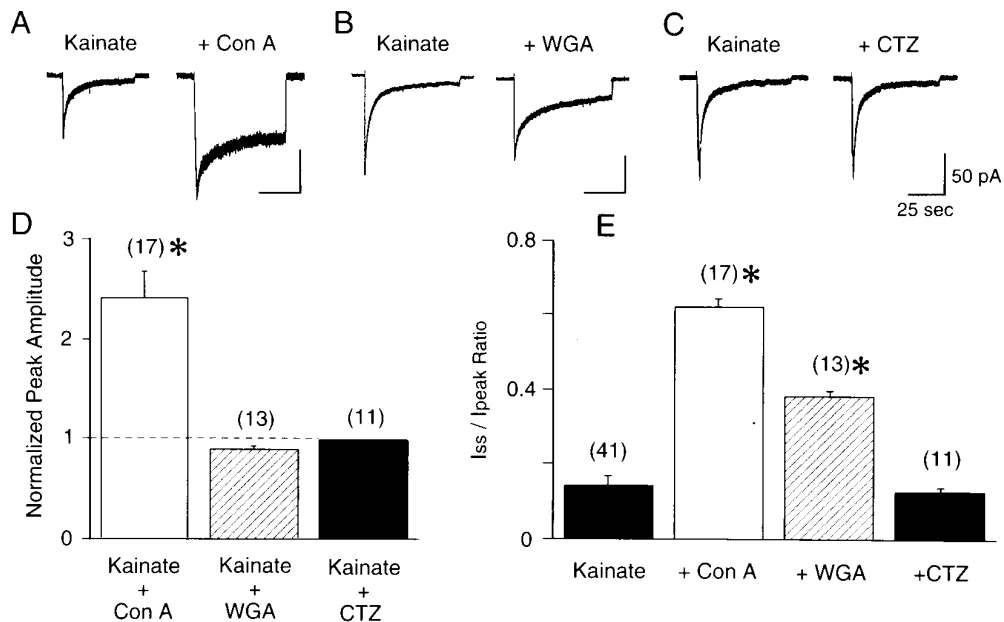 A
Kainate
+ Con A
B
Kainate
+ WGA
C
Kainate
+ CTZ
50 pA
25 sec
D
Normalized Peak Amplitude
3
2
1
0
(17) *
(13)
(11)
Kainate
+
Con A
Kainate
+
WGA
Kainate
+
CTZ
E
Iss / Ipeak Ratio
0.8
0.4
0
(41)
(17) *
(13) *
(11)
Kainate
+ Con A
+ WGA
+CTZ